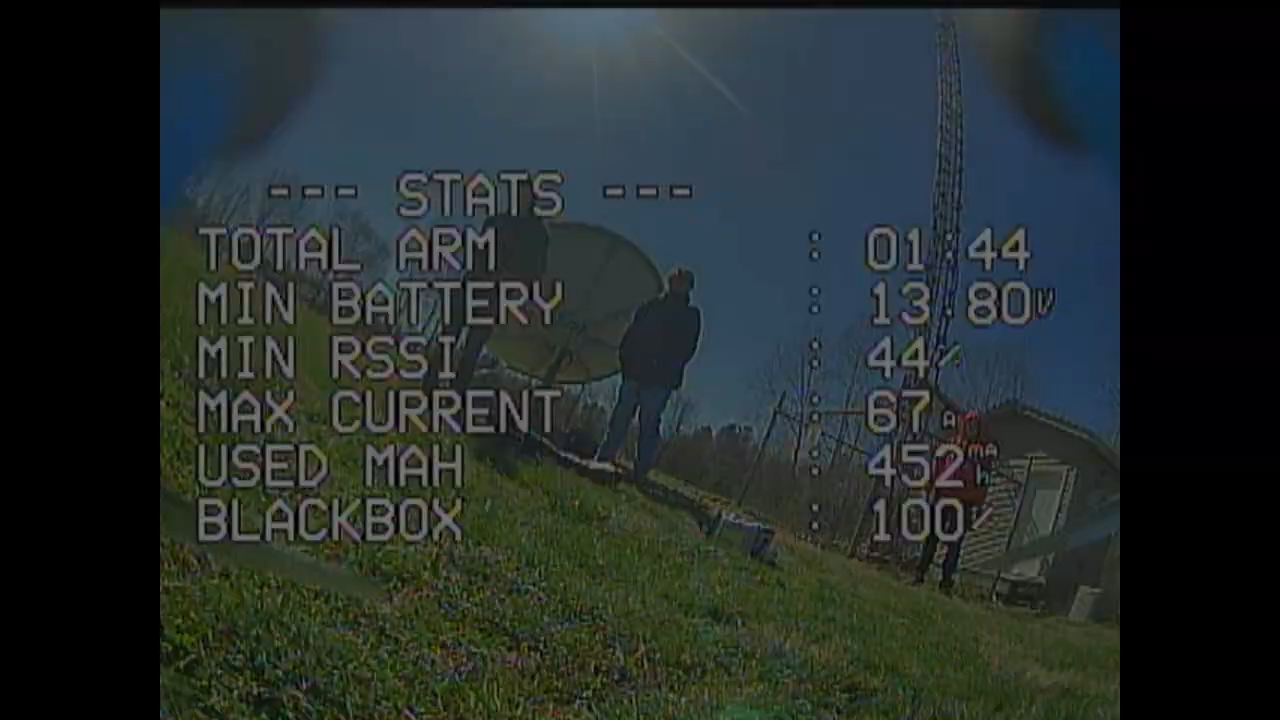 --- STATS ---
TOTAL ARM : 01:44
MIN BATTERY : 13.80V
MIN RSSI : 44%
MAX CURRENT : 67A
USED MAH : 452MAH
BLACKBOX : 100%